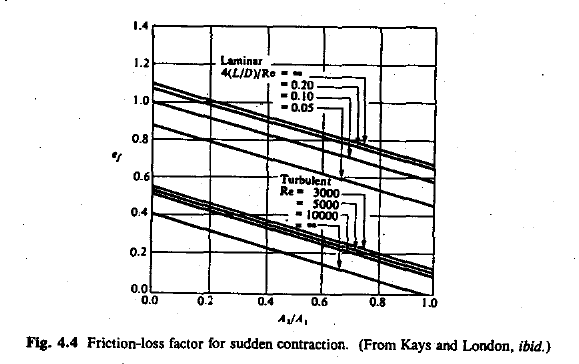 1.4
1.2
1.0
0.8
0.6
0.4
0.2
0.0
e_f
Laminar
4(L/D)/Re = ∞
= 0.20
= 0.10
= 0.05
Turbulent
Re = 3000
= 5000
= 10000
= ∞
0.0 0.2 0.4 0.6 0.8 1.0
A₂/A₁
Fig. 4.4 Friction-loss factor for sudden contraction. (From Kays and London, ibid.)